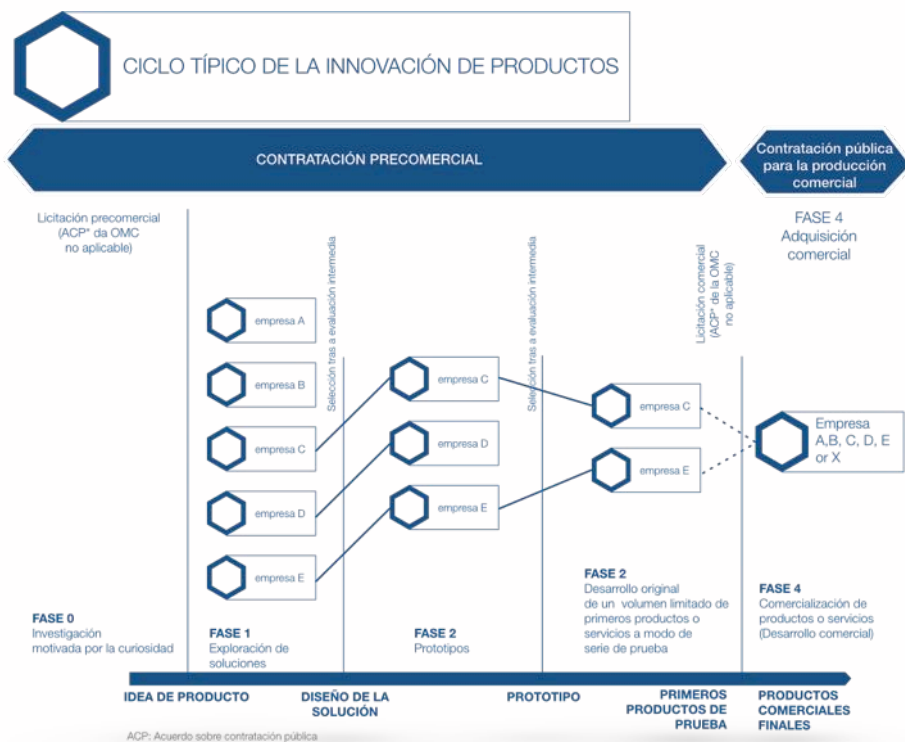 CICLO TÍPICO DE LA INNOVACIÓN DE PRODUCTOS
CONTRATACIÓN PRECOMERCIAL
Contratación pública
para la producción
comercial
Licitación precomercial
(ACP* da OMC
no aplicable)
Selección tras a evaluación intermedia
Selección tras a evaluación intermedia
Licitación comercial
(ACP* de la OMC
no aplicable)
FASE 4
Adquisición
comercial
empresa A
empresa B
empresa C
empresa D
empresa E
empresa C
empresa D
empresa E
empresa C
empresa E
Empresa
A,B, C, D, E
or X
FASE 0
Investigación
motivada por la curiosidad
FASE 1
Exploración de
soluciones
FASE 2
Prototipos
FASE 2
Desarrollo original
de un volumen limitado de
primeros productos o
servicios a modo de
serie de prueba
FASE 4
Comercialización de
productos o servicios
(Desarrollo comercial)
IDEA DE PRODUCTO
DISEÑO DE LA
SOLUCIÓN
PROTOTIPO
PRIMEROS
PRODUCTOS DE
PRUEBA
PRODUCTOS
COMERCIALES
FINALES
ACP: Acuerdo sobre contratación pública